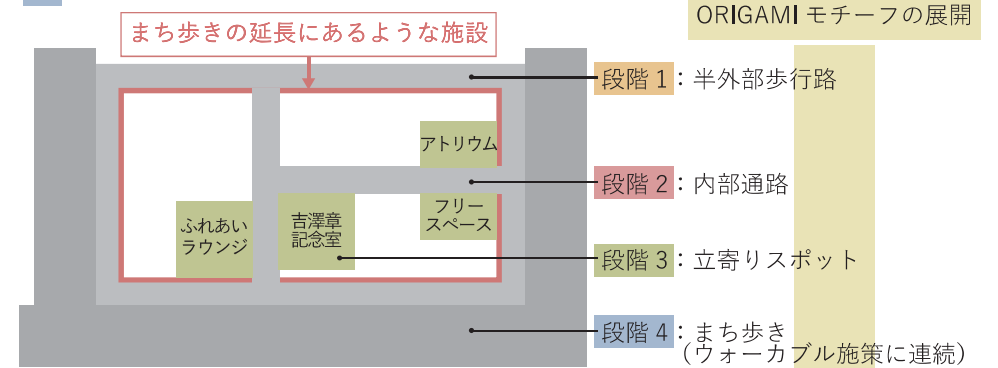 ORIGAMI モチーフの展開
まち歩きの延長にあるような施設
段階 1：半外部歩行路
アトリウム
段階 2：内部通路
フリー
スペース
吉澤章
記念室
ふれあい
ラウンジ
段階 3：立寄りスポット
段階 4：まち歩き
（ウォーカブル施策に連続）